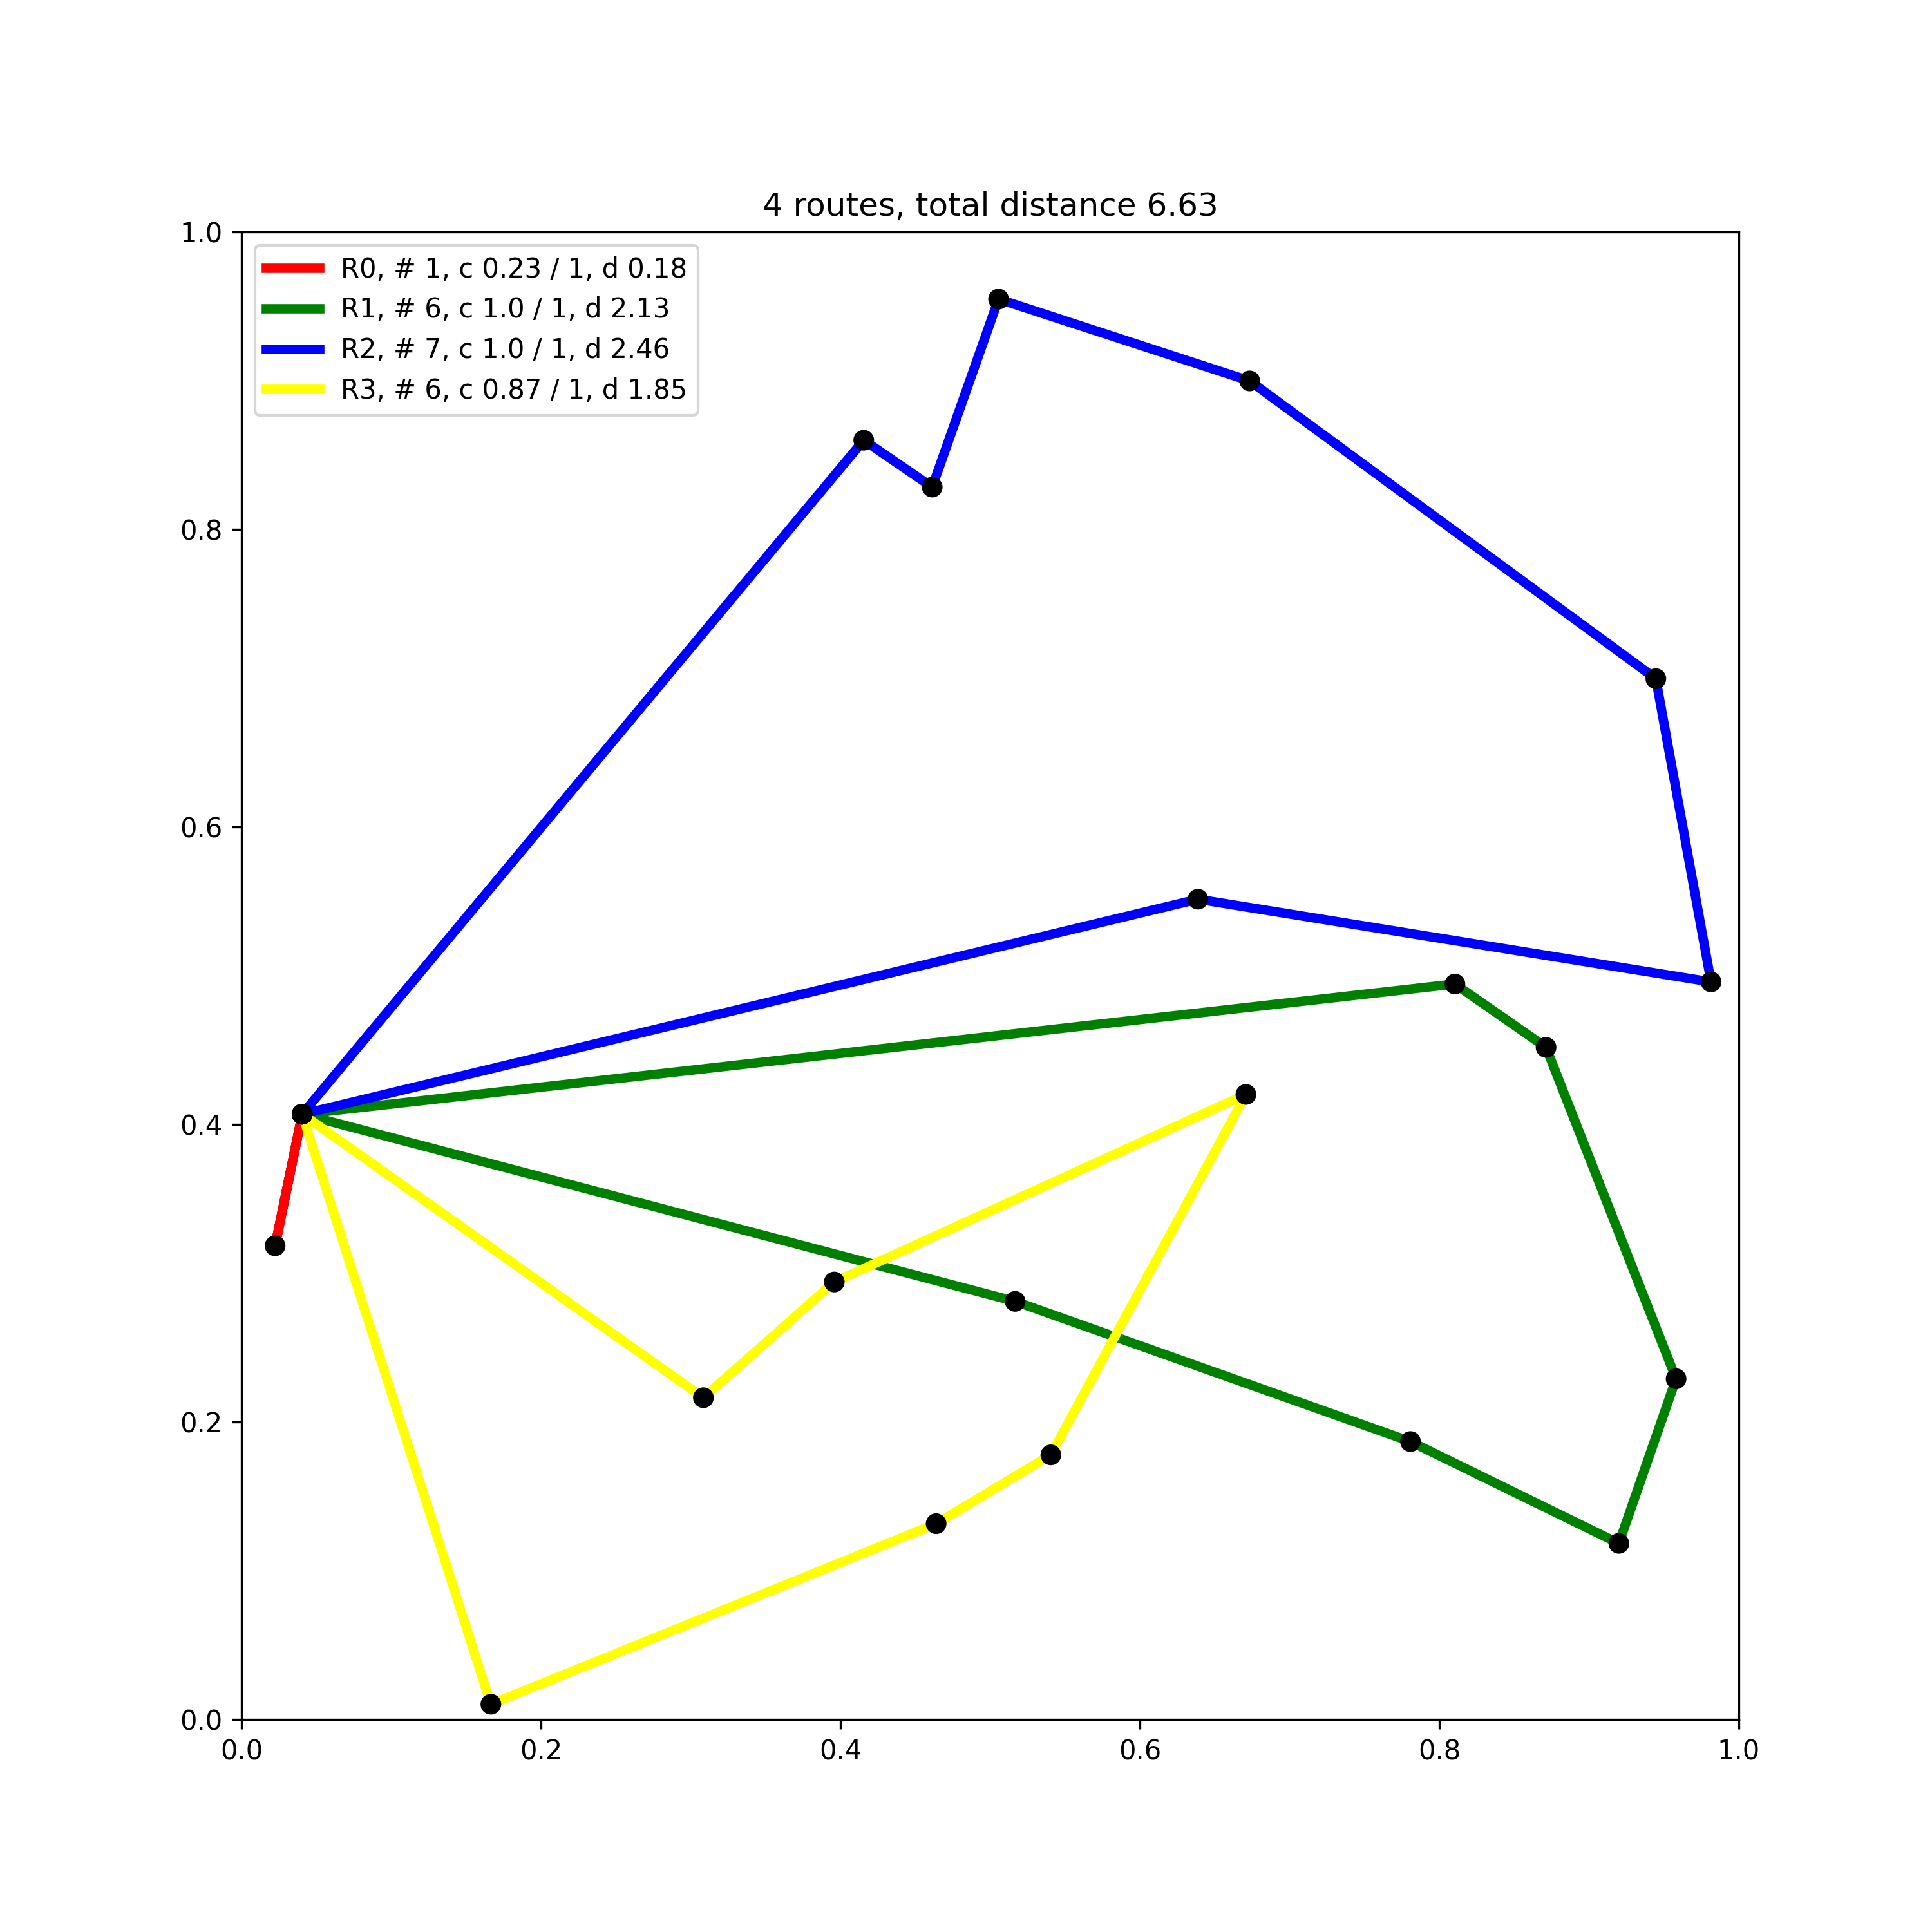 4 routes, total distance 6.63
1.0
R0, # 1, c 0.23 / 1, d 0.18
R1, # 6, c 1.0 / 1, d 2.13
R2, # 7, c 1.0 / 1, d 2.46
R3, # 6, c 0.87 / 1, d 1.85
0.8
0.6
0.4
0.2
0.0
0.0 0.2 0.4 0.6 0.8 1.0